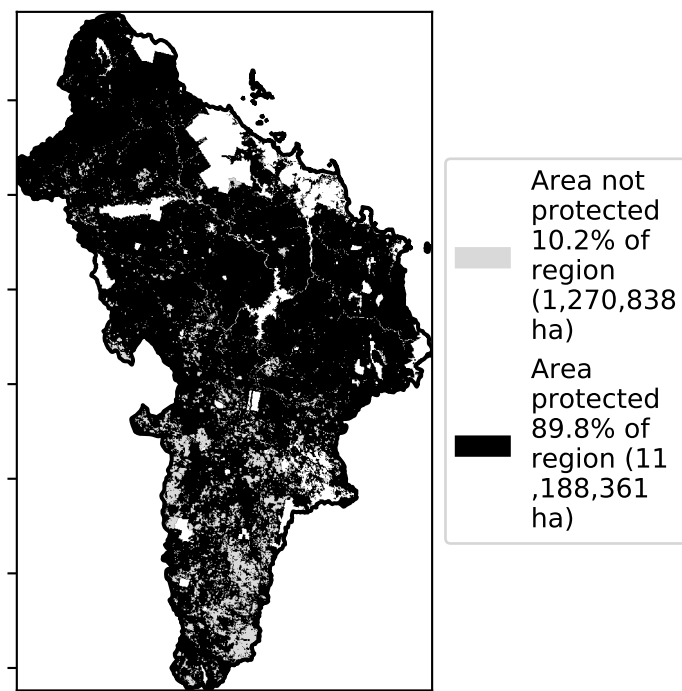 Area not
protected
10.2% of
region
(1,270,838
ha)
Area
protected
89.8% of
region (11
,188,361
ha)